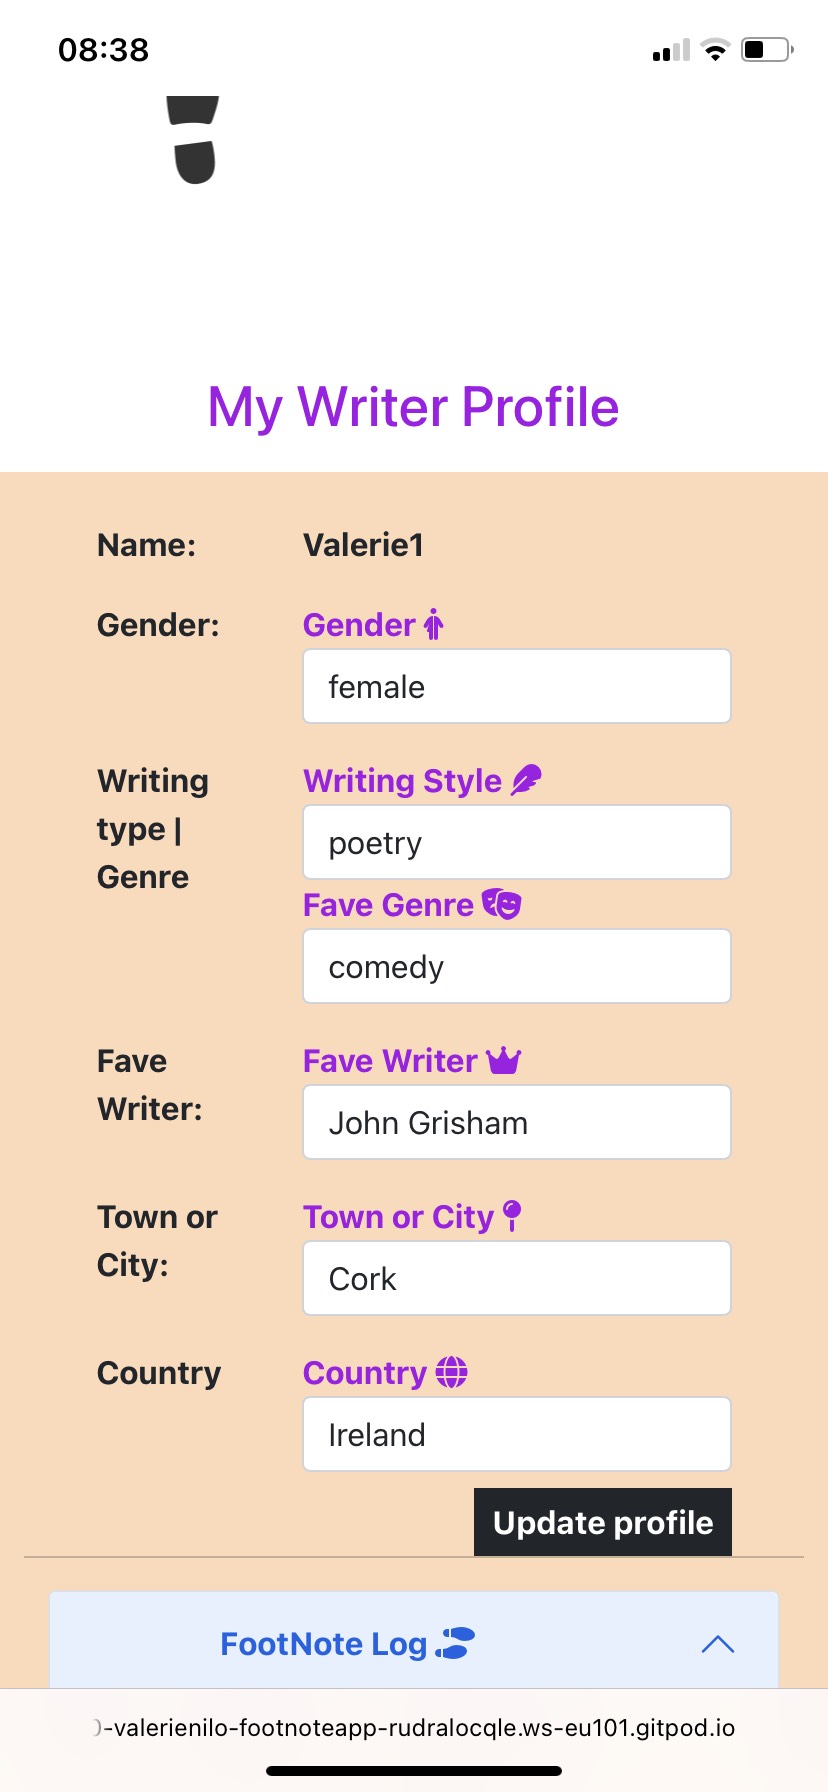 08:38
My Writer Profile
Name: Valerie1
Gender: Gender
female
Writing Writing Style
type |
poetry
Genre
Fave Genre
comedy
Fave Fave Writer
Writer:
John Grisham
Town or Town or City
City:
Cork
Country Country
Ireland
Update profile
FootNote Log
-valerienilo-footnoteapp-rudralocqle.ws-eu101.gitpod.io